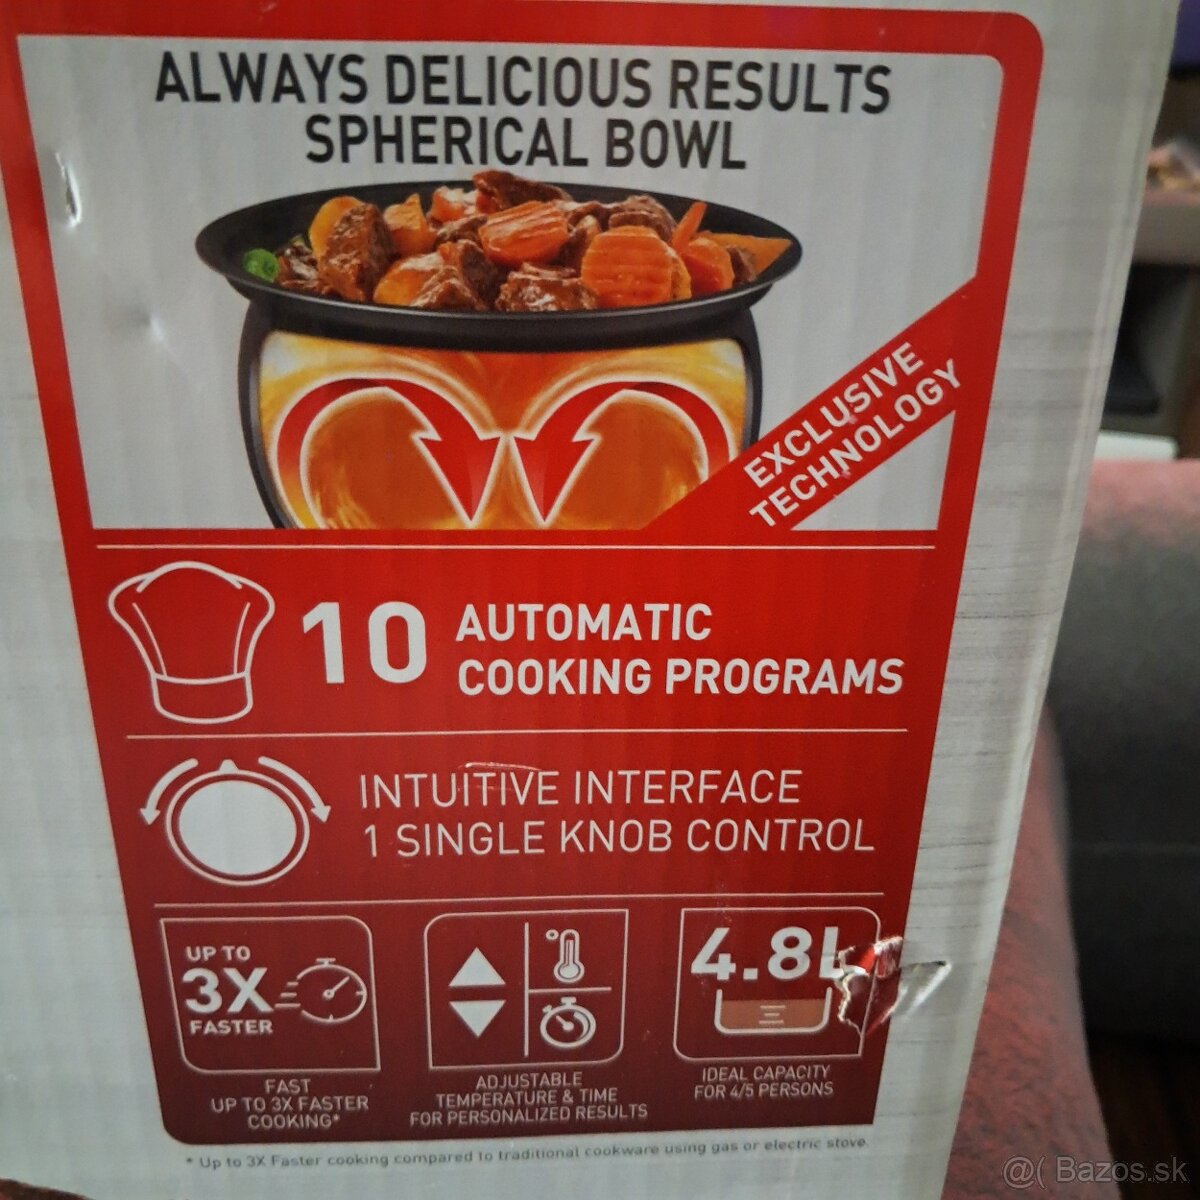 ALWAYS DELICIOUS RESULTS
SPHERICAL BOWL
EXCLUSIVE
TECHNOLOGY
10 AUTOMATIC
COOKING PROGRAMS
INTUITIVE INTERFACE
1 SINGLE KNOB CONTROL
UP TO
3X
FASTER
FAST
UP TO 3X FASTER
COOKING*
ADJUSTABLE
TEMPERATURE & TIME
FOR PERSONALIZED RESULTS
4.8L
IDEAL CAPACITY
FOR 4/5 PERSONS
* Up to 3X Faster cooking compared to traditional cookware using gas or electric stove.
@( Bazos.sk